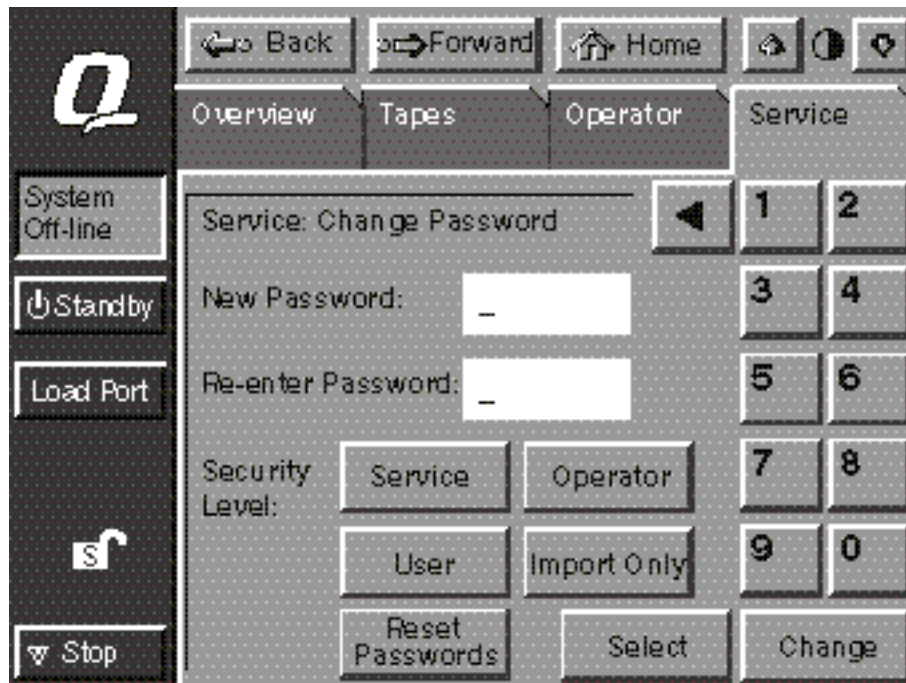 Q
Back Forward Home
Overview Tapes Operator Service
System
Off-line
Service: Change Password
1 2
Standby
New Password: _
3 4
Load Port
Re-enter Password: _
5 6
Security
Level:
Service Operator
7 8
S
User Import Only
9 0
Stop
Reset
Passwords
Select Change